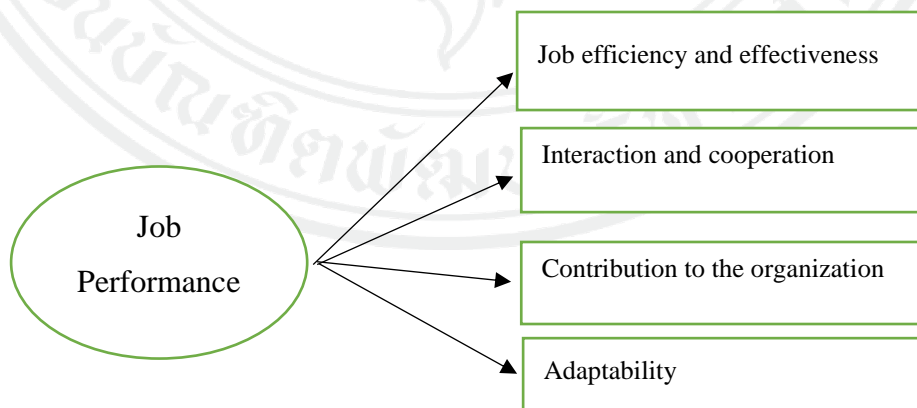 Job efficiency and effectiveness
Interaction and cooperation
Job
Performance
Contribution to the organization
Adaptability